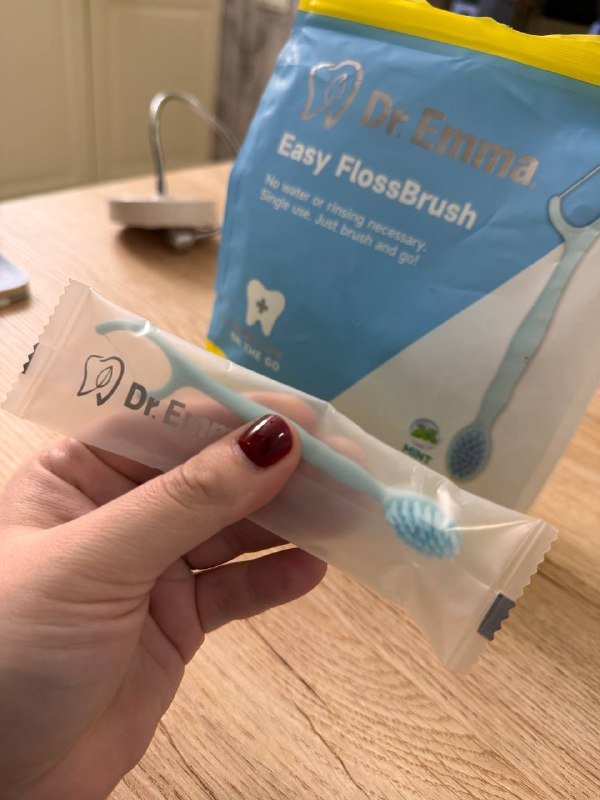 Dr. Emma
Easy FlossBrush
No water or rinsing necessary.
Single use. Just brush and go!
ON THE GO
MINT
Dr. Emma